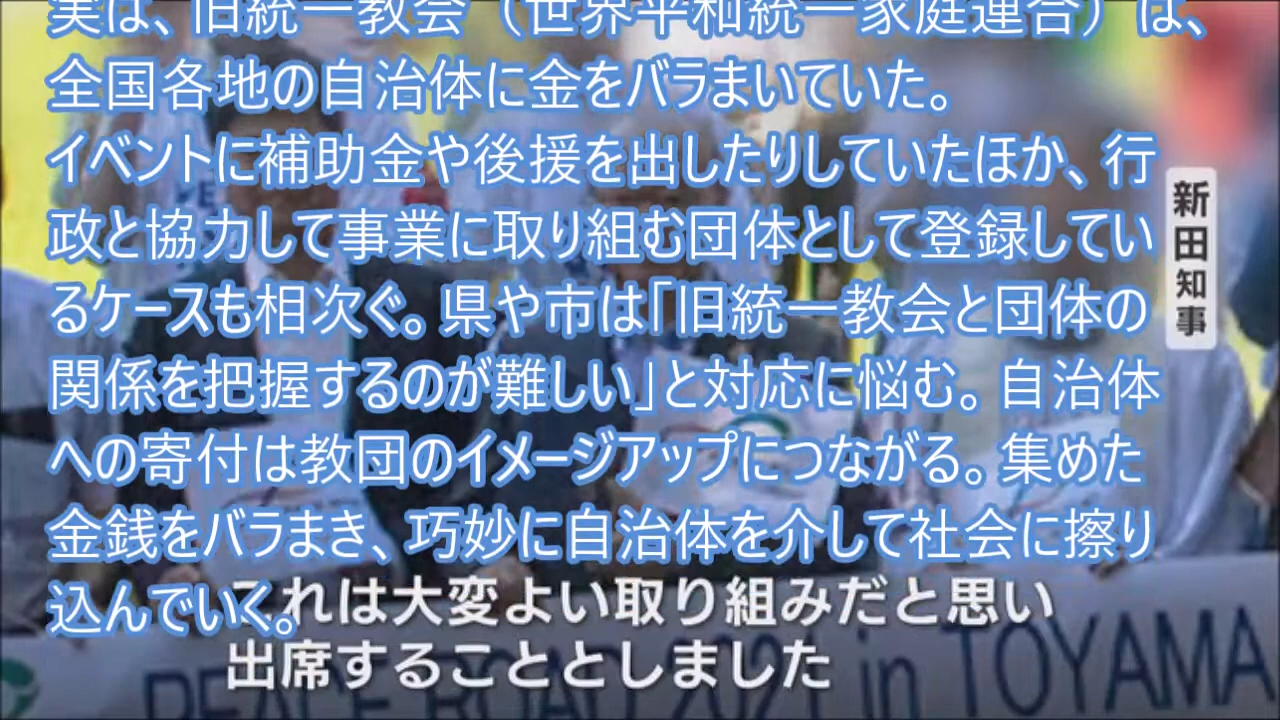 実は、旧統一教会（世界平和統一家庭連合）は、
全国各地の自治体に金をバラまいていた。
イベントに補助金や後援を出したりしていたほか、行
政と協力して事業に取り組む団体として登録してい
るケースも相次ぐ。県や市は「旧統一教会と団体の
関係を把握するのが難しい」と対応に悩む。自治体
への寄付は教団のイメージアップにつながる。集めた
金銭をバラまき、巧妙に自治体を介して社会に擦り
込んでいく。
新田知事
これは大変よい取り組みだと思い
出席することとしました
PEACE ROAD 2021 in TOYAMA